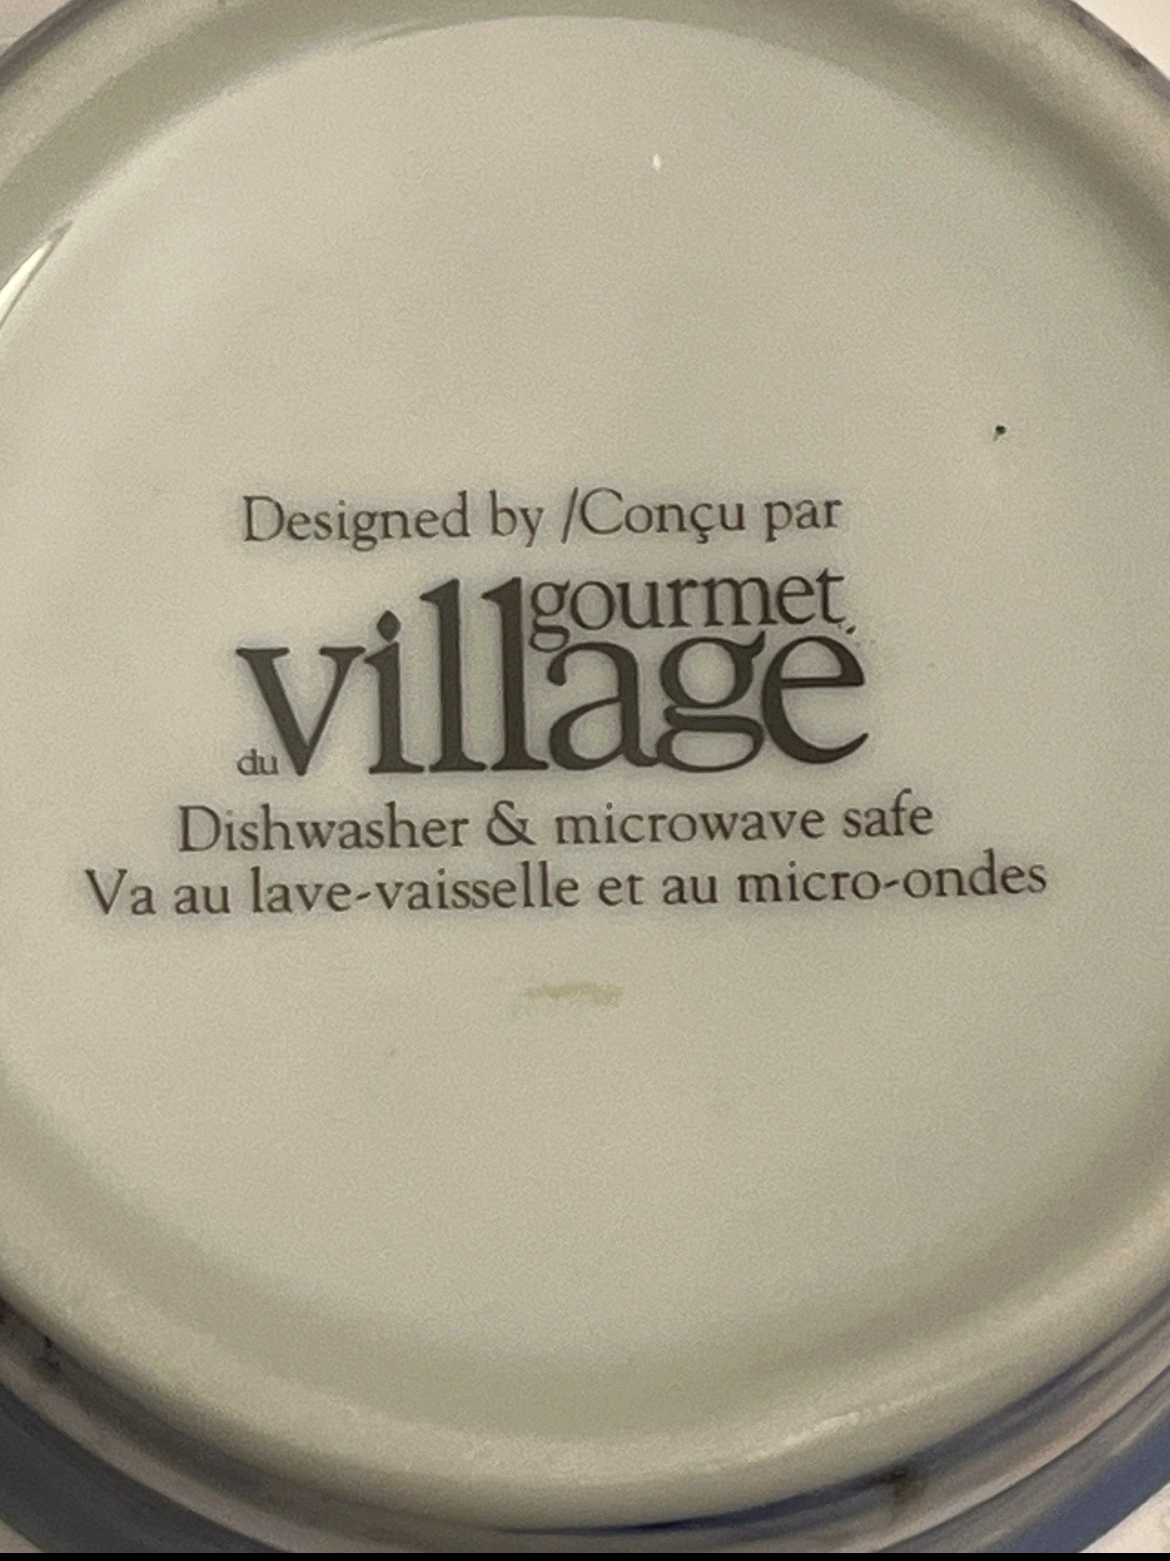 Designed by /Conçu par
gourmet
du village
Dishwasher & microwave safe
Va au lave-vaisselle et au micro-ondes